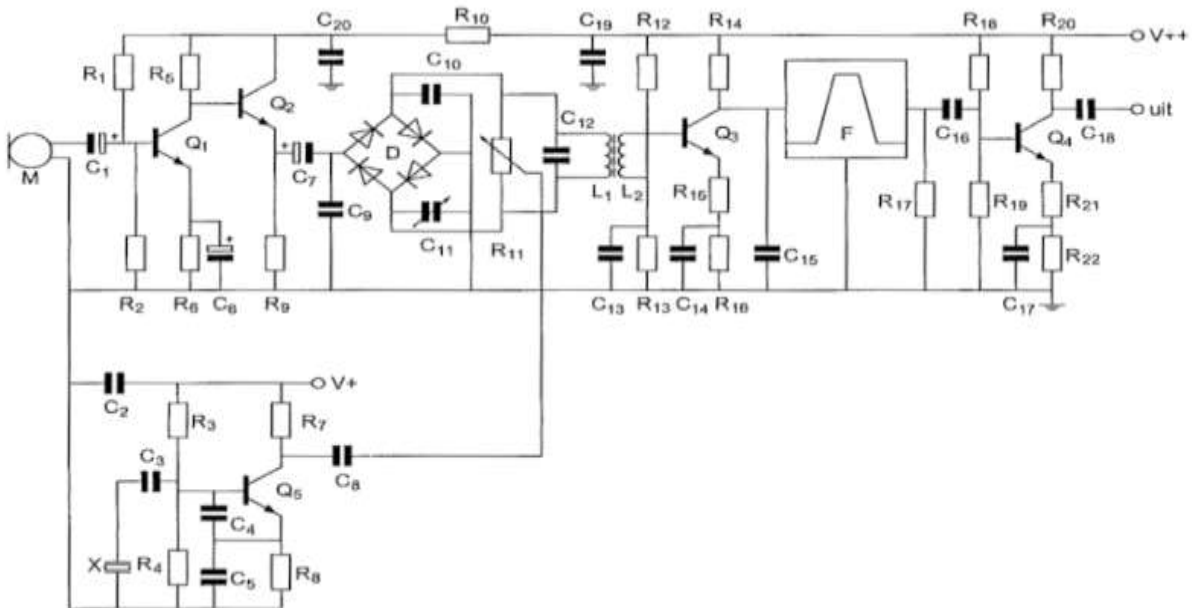 C20 R10 C19 R12 R14 R18 R20
V++
R1 R5 C10
Q2 C12 uit
C1 + Q1 + D Q3 F C16 Q4 C18
M C7 L1 L2
C9 R15 R17 R19 R21
+ C11 R11 C15 R22
R2 R6 C6 R9 C13 R13 C14 R16 C17
V+
C2 R3 R7
C3 C8
Q5
C4
X R4 C5 R8